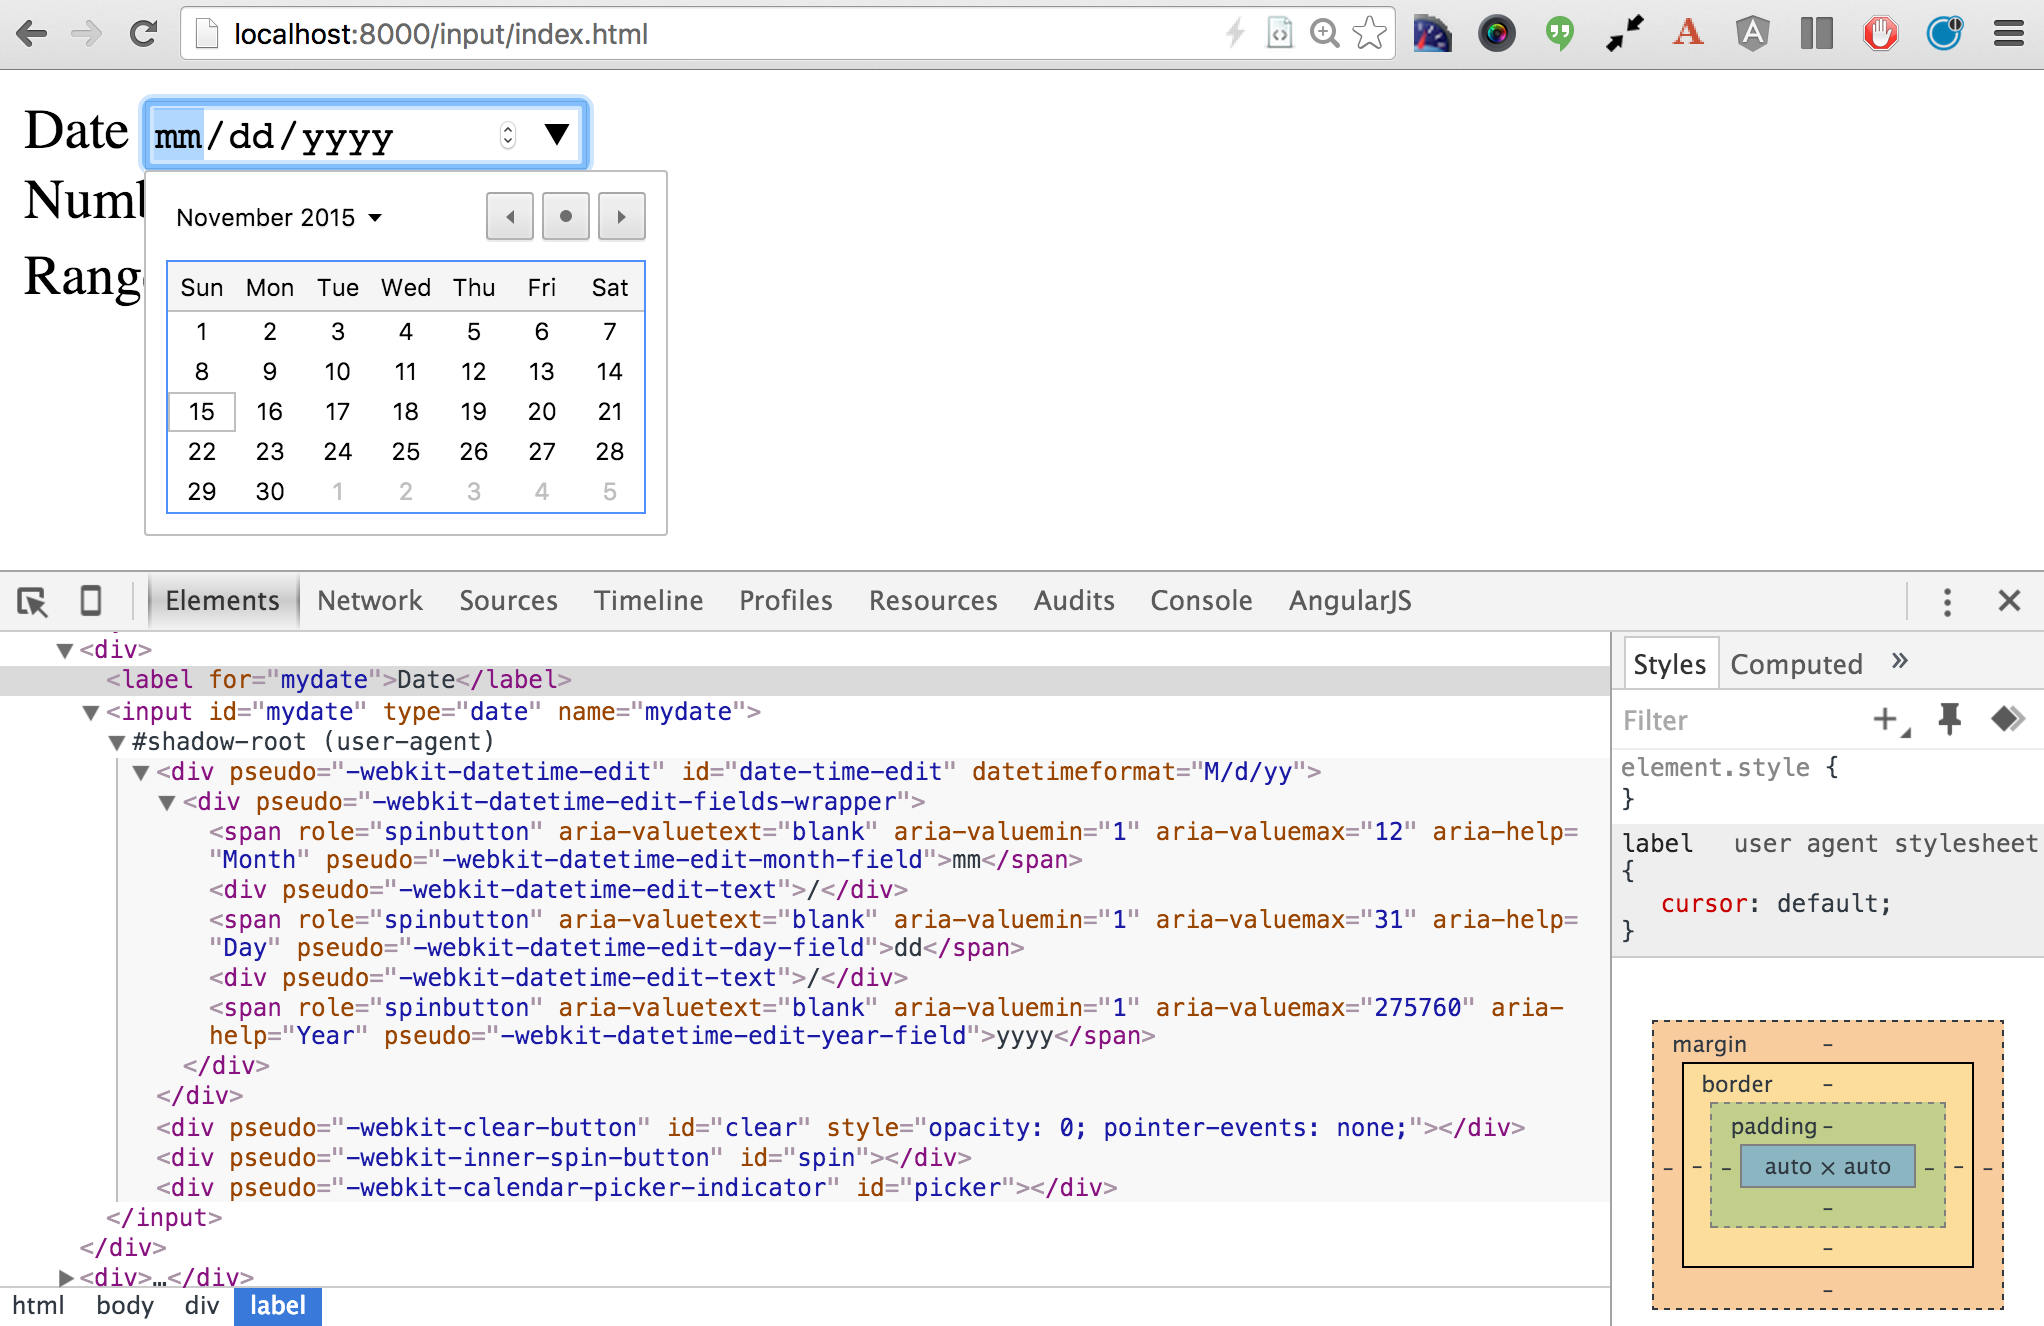 localhost:8000/input/index.html
Date mm/dd/yyyy
Num
Rang
November 2015
Sun Mon Tue Wed Thu Fri Sat
1 2 3 4 5 6 7
8 9 10 11 12 13 14
15 16 17 18 19 20 21
22 23 24 25 26 27 28
29 30 1 2 3 4 5
Elements Network Sources Timeline Profiles Resources Audits Console AngularJS
<div>
<label for="mydate">Date</label>
<input id="mydate" type="date" name="mydate">
#shadow-root (user-agent)
<div pseudo="-webkit-datetime-edit" id="date-time-edit" datetimeformat="M/d/yy">
<div pseudo="-webkit-datetime-edit-fields-wrapper">
<span role="spinbutton" aria-valuetext="blank" aria-valuemin="1" aria-valuemax="12" aria-help=
"Month" pseudo="-webkit-datetime-edit-month-field">mm</span>
<div pseudo="-webkit-datetime-edit-text">/</div>
<span role="spinbutton" aria-valuetext="blank" aria-valuemin="1" aria-valuemax="31" aria-help=
"Day" pseudo="-webkit-datetime-edit-day-field">dd</span>
<div pseudo="-webkit-datetime-edit-text">/</div>
<span role="spinbutton" aria-valuetext="blank" aria-valuemin="1" aria-valuemax="275760" aria-
help="Year" pseudo="-webkit-datetime-edit-year-field">yyyy</span>
</div>
</div>
<div pseudo="-webkit-clear-button" id="clear" style="opacity: 0; pointer-events: none;"></div>
<div pseudo="-webkit-inner-spin-button" id="spin"></div>
<div pseudo="-webkit-calendar-picker-indicator" id="picker"></div>
</input>
</div>
<div>…</div>
html body div label
Styles Computed »
Filter
element.style {
}
label user agent stylesheet
{
cursor: default;
}
margin –
border –
padding –
– – – auto × auto – – –
–
–
–